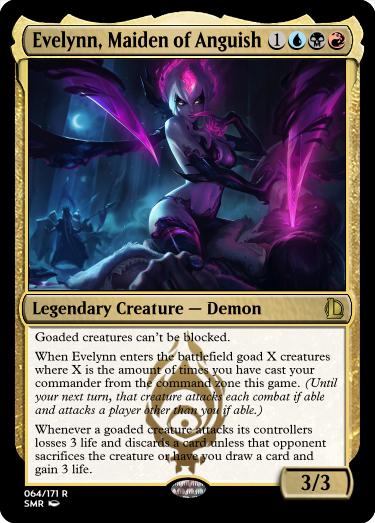 Evelynn, Maiden of Anguish 1
Legendary Creature — Demon
Goaded creatures can't be blocked.
When Evelynn enters the battlefield goad X creatures
where X is the amount of times you have cast your
commander from the command zone this game. (Until
your next turn, that creature attacks each combat if able
and attacks a player other than you if able.)
Whenever a goaded creature attacks its controllers
losses 3 life and discards a card unless that opponent
sacrifices the creature or have you draw a card and
gain 3 life.
3/3
064/171 R
SMR